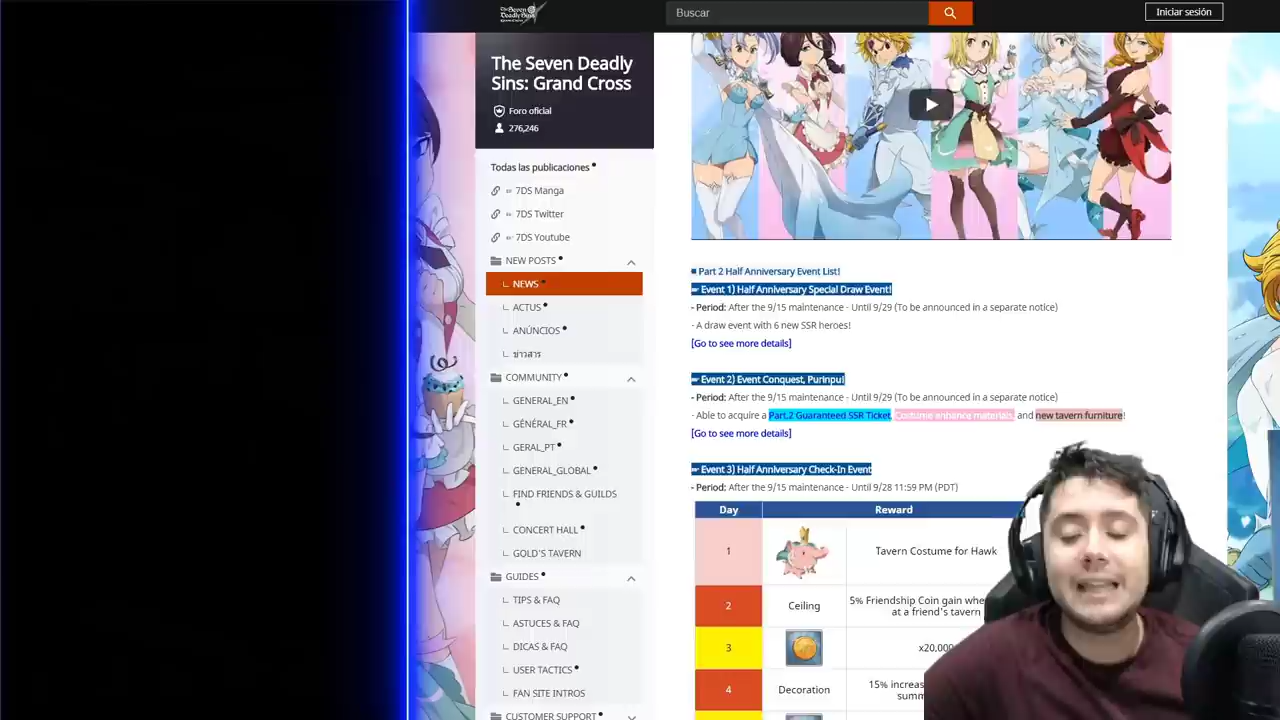 The Seven
Deadly Sins
Buscar
Iniciar sesión
The Seven Deadly
Sins: Grand Cross
Foro oficial
276,246
Todas las publicaciones
7DS Manga
7DS Twitter
7DS Youtube
NEW POSTS
NEWS
ACTUS
ANÚNCIOS
ข่าวสาร
COMMUNITY
GENERAL_EN
GÉNÉRAL_FR
GERAL_PT
GENERAL_GLOBAL
FIND FRIENDS & GUILDS
CONCERT HALL
GOLD'S TAVERN
GUIDES
TIPS & FAQ
ASTUCES & FAQ
DICAS & FAQ
USER TACTICS
FAN SITE INTROS
CUSTOMER SUPPORT
■ Part 2 Half Anniversary Event List!
☛ Event 1) Half Anniversary Special Draw Event!
- Period: After the 9/15 maintenance - Until 9/29 (To be announced in a separate notice)
- A draw event with 6 new SSR heroes!
[Go to see more details]
☛ Event 2) Event Conquest, Purinpu!
- Period: After the 9/15 maintenance - Until 9/29 (To be announced in a separate notice)
- Able to acquire a Part.2 Guaranteed SSR Ticket, Costume enhance materials, and new tavern furniture!
[Go to see more details]
☛ Event 3) Half Anniversary Check-In Event
- Period: After the 9/15 maintenance - Until 9/28 11:59 PM (PDT)
Day Reward
1 Tavern Costume for Hawk
2 Ceiling 5% Friendship Coin gain whe
at a friend's tavern
3 x20,000
4 Decoration 15% increas
summ